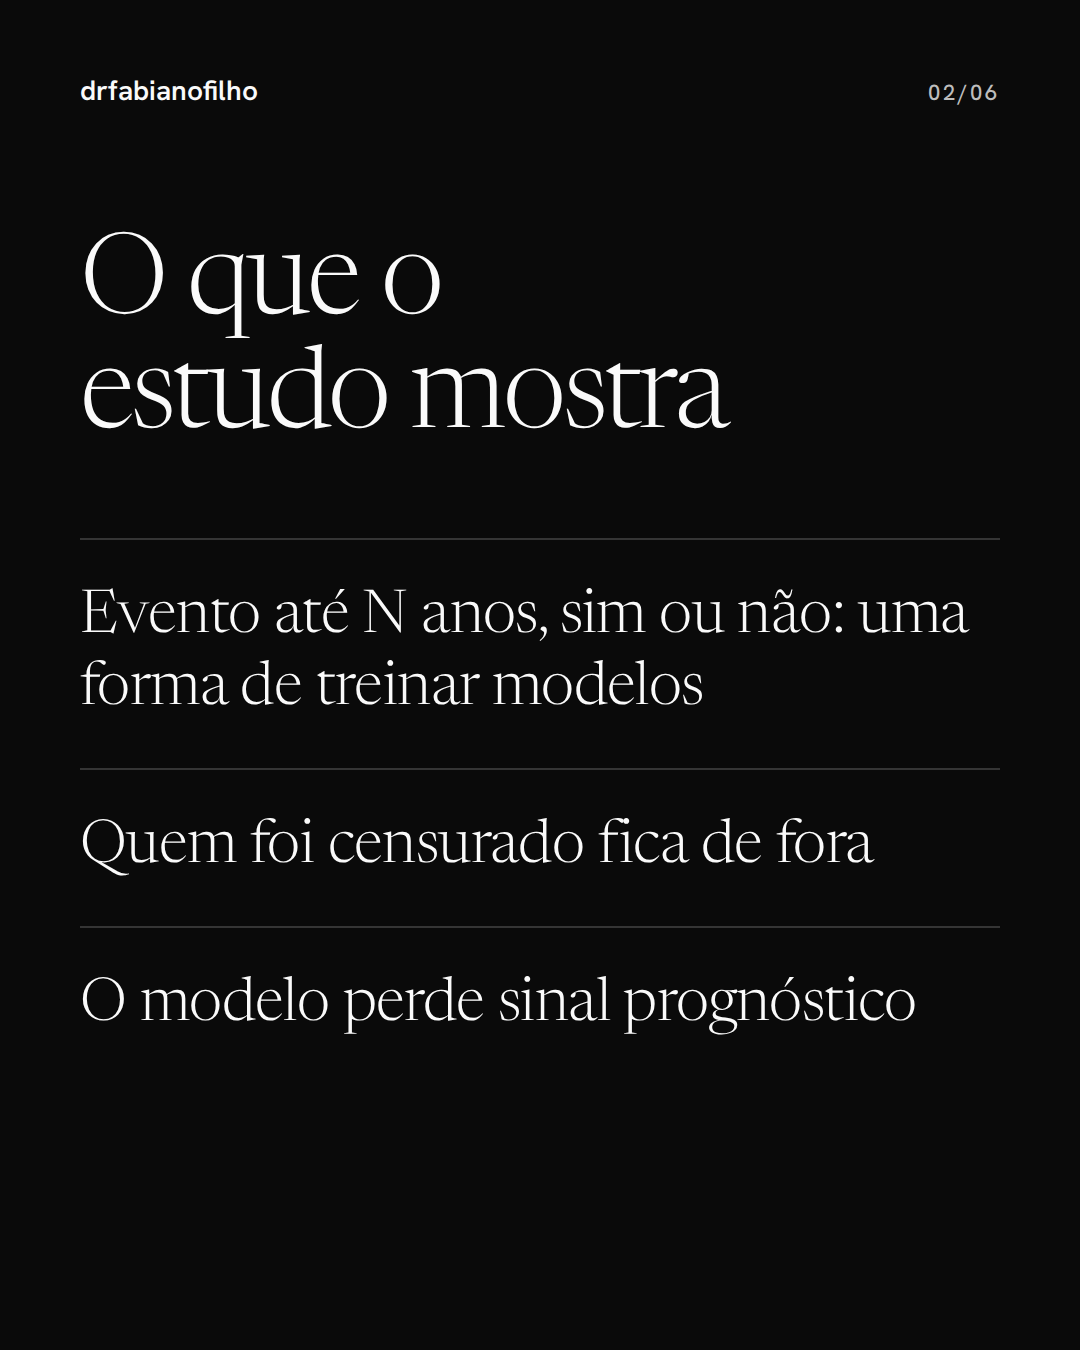 drfabianofilho
02/06
O que o
estudo mostra
Evento até N anos, sim ou não: uma
forma de treinar modelos
Quem foi censurado fica de fora
O modelo perde sinal prognóstico